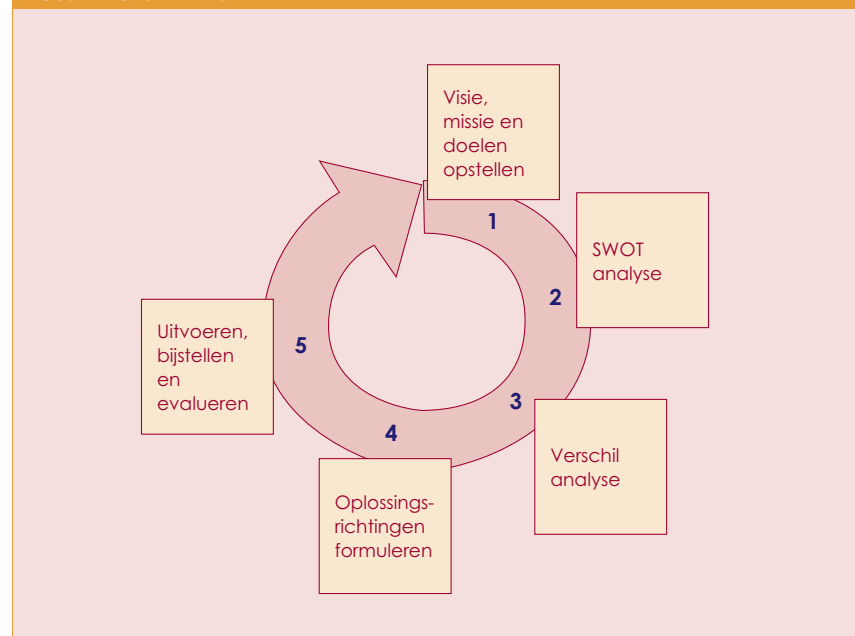 Visie,
missie en
doelen
opstellen
1
SWOT
analyse
2
3
Verschil
analyse
4
Oplossings-
richtingen
formuleren
5
Uitvoeren,
bijstellen
en
evalueren